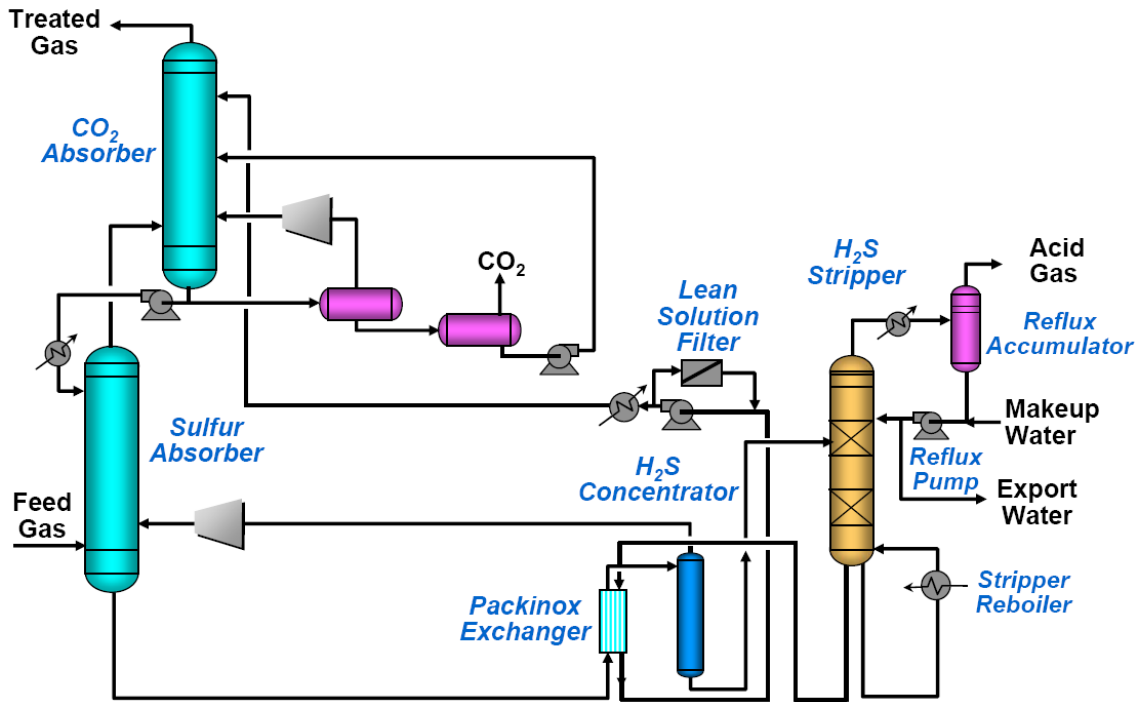 Treated
Gas
CO2
Absorber
CO2
H2S
Stripper
Acid
Gas
Lean
Solution
Filter
Reflux
Accumulator
Sulfur
Absorber
Makeup
Water
H2S
Concentrator
Reflux
Pump
Export
Water
Feed
Gas
Packinox
Exchanger
Stripper
Reboiler